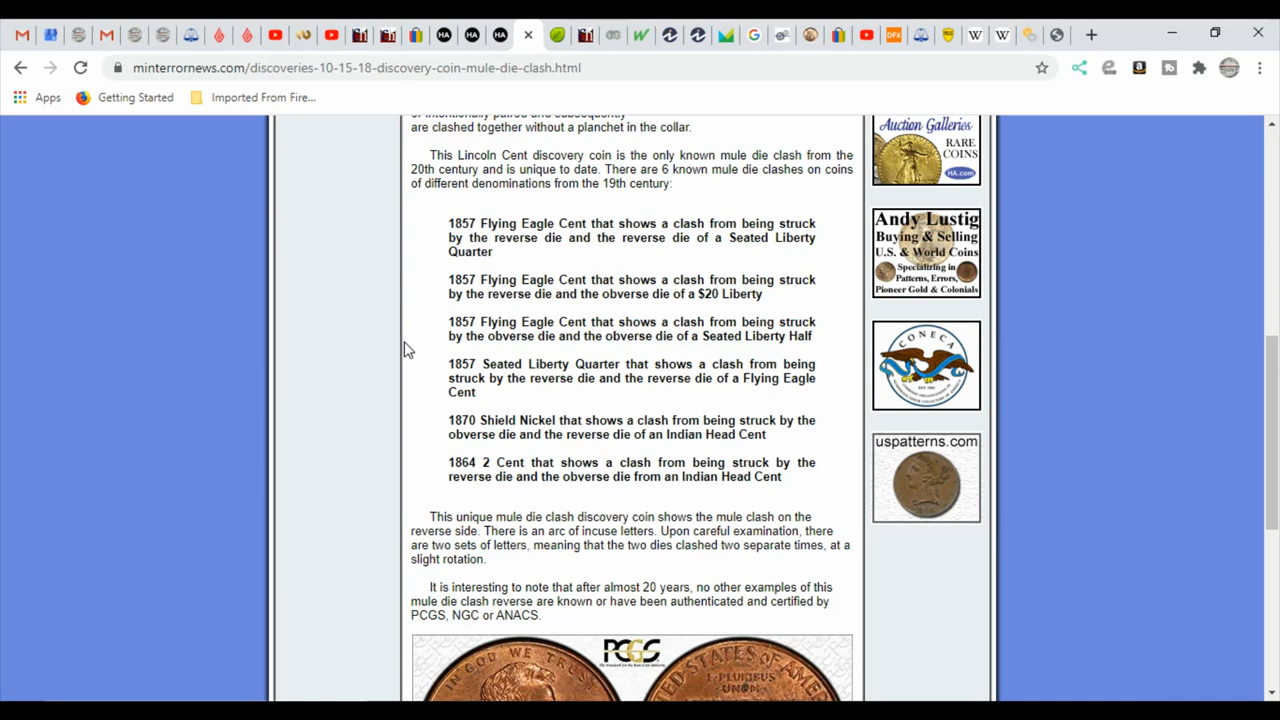 minterrornews.com/discoveries-10-15-18-discovery-coin-mule-die-clash.html
Apps
Getting Started
Imported From Fire...
or intentionally paired and subsequently
are clashed together without a planchet in the collar.
This Lincoln Cent discovery coin is the only known mule die clash from the
20th century and is unique to date. There are 6 known mule die clashes on coins
of different denominations from the 19th century:
1857 Flying Eagle Cent that shows a clash from being struck
by the reverse die and the reverse die of a Seated Liberty
Quarter
1857 Flying Eagle Cent that shows a clash from being struck
by the reverse die and the obverse die of a $20 Liberty
1857 Flying Eagle Cent that shows a clash from being struck
by the obverse die and the obverse die of a Seated Liberty Half
1857 Seated Liberty Quarter that shows a clash from being
struck by the reverse die and the reverse die of a Flying Eagle
Cent
1870 Shield Nickel that shows a clash from being struck by the
obverse die and the reverse die of an Indian Head Cent
1864 2 Cent that shows a clash from being struck by the
reverse die and the obverse die from an Indian Head Cent
This unique mule die clash discovery coin shows the mule clash on the
reverse side. There is an arc of incuse letters. Upon careful examination, there
are two sets of letters, meaning that the two dies clashed two separate times, at a
slight rotation.
It is interesting to note that after almost 20 years, no other examples of this
mule die clash reverse are known or have been authenticated and certified by
PCGS, NGC or ANACS.
PCGS
IN GOD WE TRUST
STATES OF AMERICA
E PLURIBUS
UNUM
Auction Galleries
RARE
COINS
HA.com
Andy Lustig
Buying & Selling
U.S. & World Coins
Specializing in
Patterns, Errors,
Pioneer Gold & Colonials
CONECA
uspatterns.com